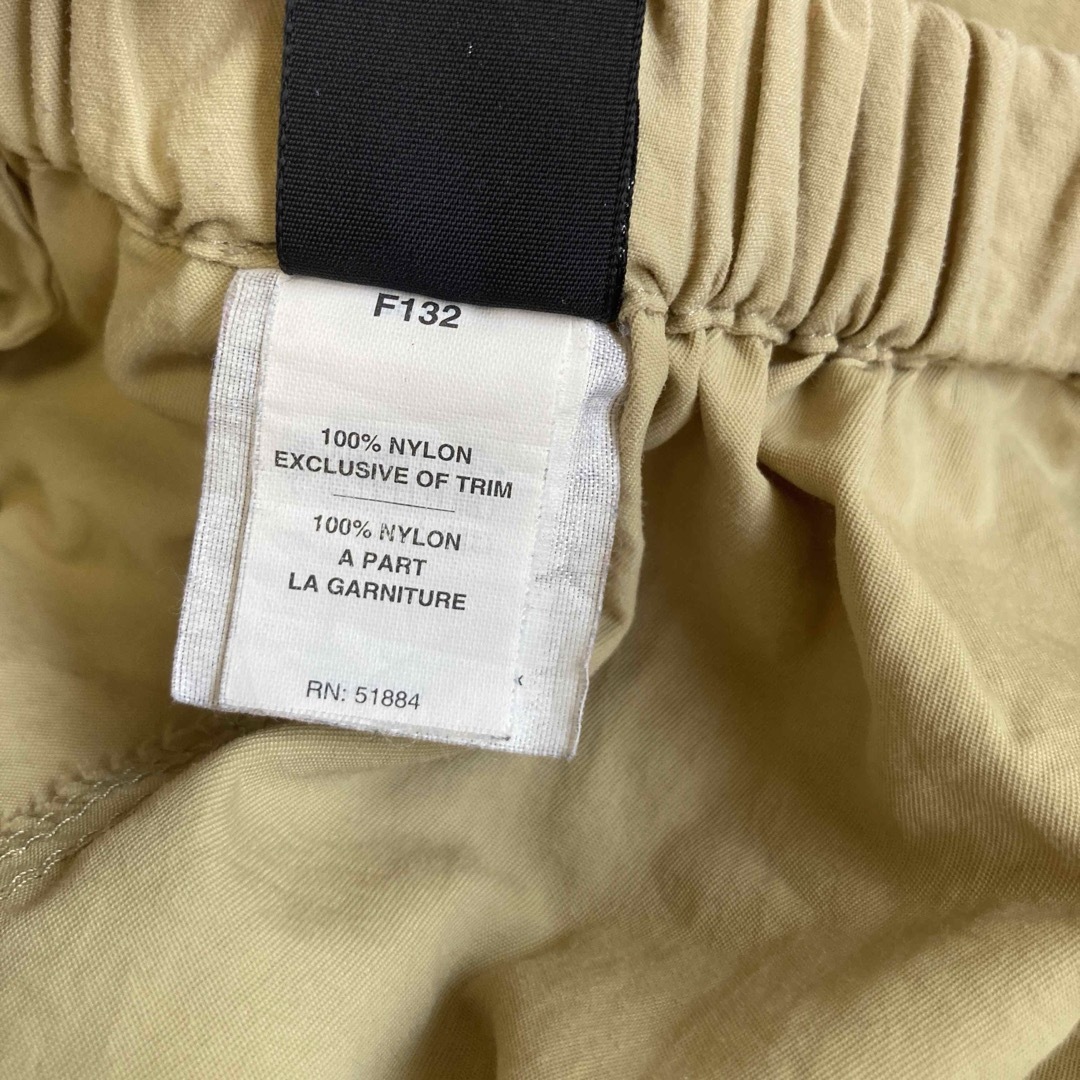 F132
100% NYLON
EXCLUSIVE OF TRIM
100% NYLON
A PART
LA GARNITURE
RN: 51884